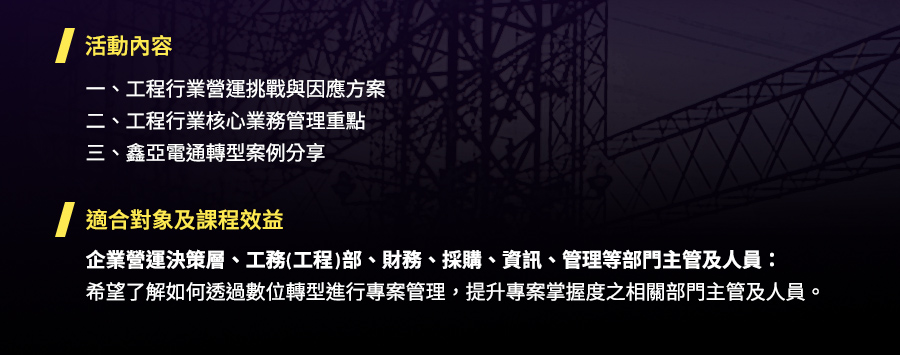 活動內容
一、工程行業營運挑戰與因應方案
二、工程行業核心業務管理重點
三、鑫亞電通轉型案例分享
適合對象及課程效益
企業營運決策層、工務(工程)部、財務、採購、資訊、管理等部門主管及人員：
希望了解如何透過數位轉型進行專案管理，提升專案掌握度之相關部門主管及人員。